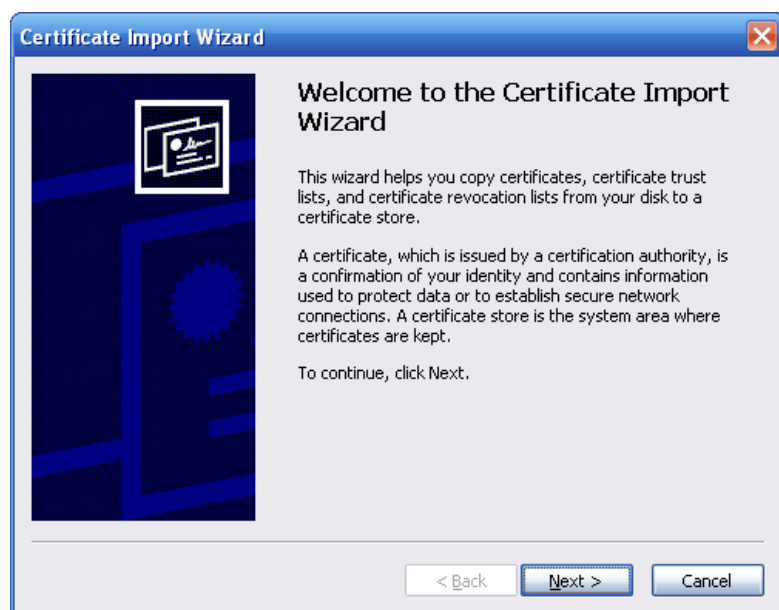 Certificate Import Wizard
Welcome to the Certificate Import
Wizard
This wizard helps you copy certificates, certificate trust
lists, and certificate revocation lists from your disk to a
certificate store.
A certificate, which is issued by a certification authority, is
a confirmation of your identity and contains information
used to protect data or to establish secure network
connections. A certificate store is the system area where
certificates are kept.
To continue, click Next.
< Back Next > Cancel